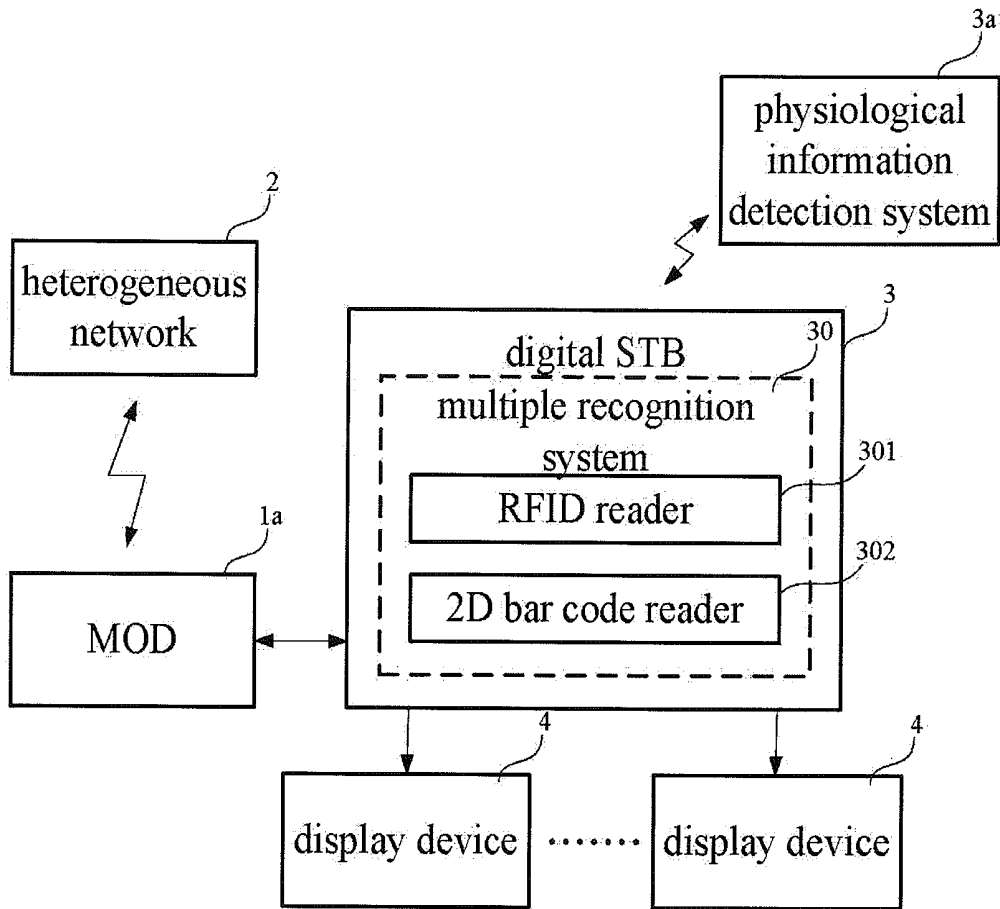 3a
physiological
information
detection system
2
heterogeneous
network
3
30
digital STB
multiple recognition
system
301
RFID reader
302
2D bar code reader
1a
MOD
4
display device
4
display device